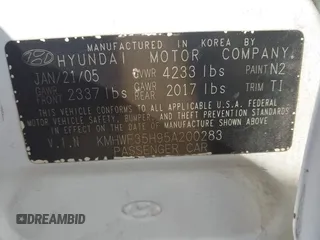 MANUFACTURED IN KOREA BY
HYUNDAI MOTOR COMPANY.
JAN/21/05 GVWR 4233 lbs PAINT N2
GAWR FRONT 2337 lbs GAWR REAR 2017 lbs TRIM TI
THIS VEHICLE CONFORMS TO ALL APPLICABLE U.S.A. FEDERAL
MOTOR VEHICLE SAFETY, BUMPER, AND THEFT PREVENTION
STANDARDS IN EFFECT ON THE DATE OF MANUFACTURE
SHOWN ABOVE.
V.I.N KMHWF35H95A200283
PASSENGER CAR
DREAMBID
DREAMBID